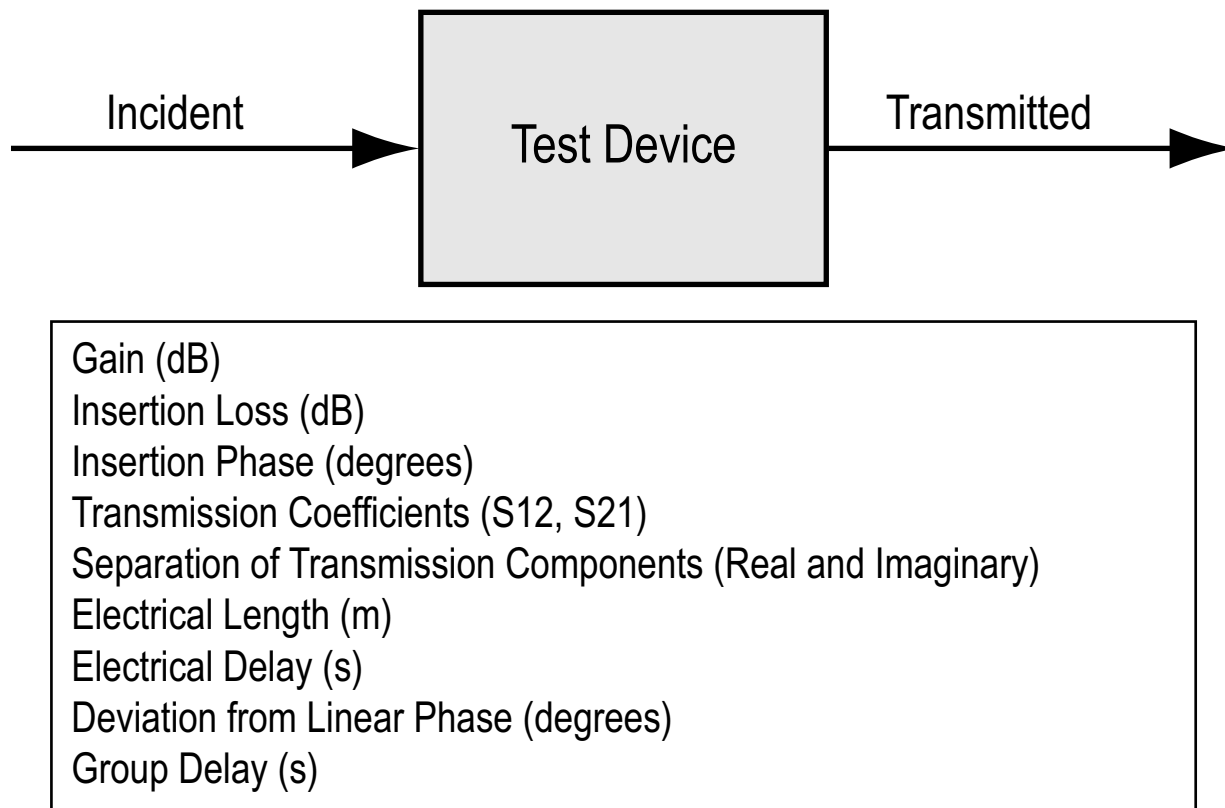 Incident
Test Device
Transmitted
Gain (dB)
Insertion Loss (dB)
Insertion Phase (degrees)
Transmission Coefficients (S12, S21)
Separation of Transmission Components (Real and Imaginary)
Electrical Length (m)
Electrical Delay (s)
Deviation from Linear Phase (degrees)
Group Delay (s)